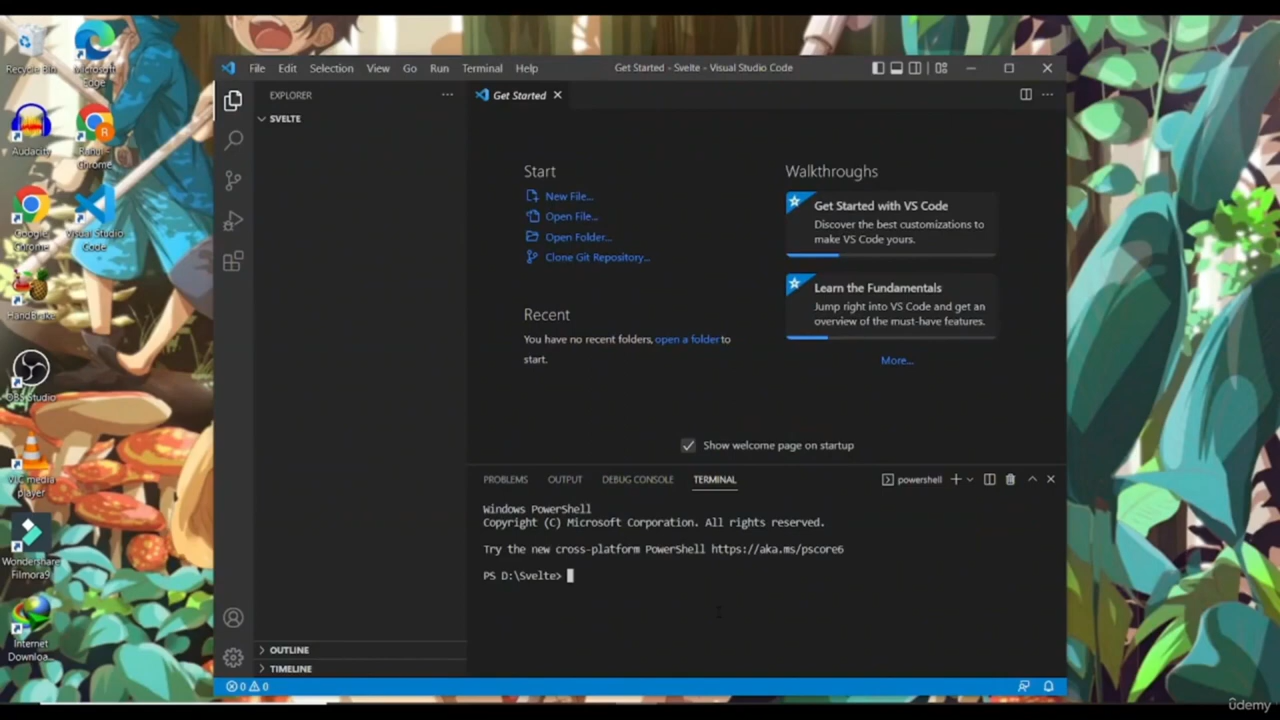 Recycle Bin
Microsoft
Edge
Audacity
Rang -
Chrome
Google
Chrome
Visual Studio
Code
HandBrake
OBS Studio
VLC media
player
Wondershare
Filmora9
Internet
Downloa...
File Edit Selection View Go Run Terminal Help
Get Started - Svelte - Visual Studio Code
EXPLORER
SVELTE
OUTLINE
TIMELINE
Get Started
Start
New File...
Open File...
Open Folder...
Clone Git Repository...
Recent
You have no recent folders, open a folder to
start.
Walkthroughs
Get Started with VS Code
Discover the best customizations to
make VS Code yours.
Learn the Fundamentals
Jump right into VS Code and get an
overview of the must-have features.
More...
Show welcome page on startup
PROBLEMS OUTPUT DEBUG CONSOLE TERMINAL
powershell
Windows PowerShell
Copyright (C) Microsoft Corporation. All rights reserved.
Try the new cross-platform PowerShell https://aka.ms/pscore6
PS D:\Svelte>
0 0
udemy